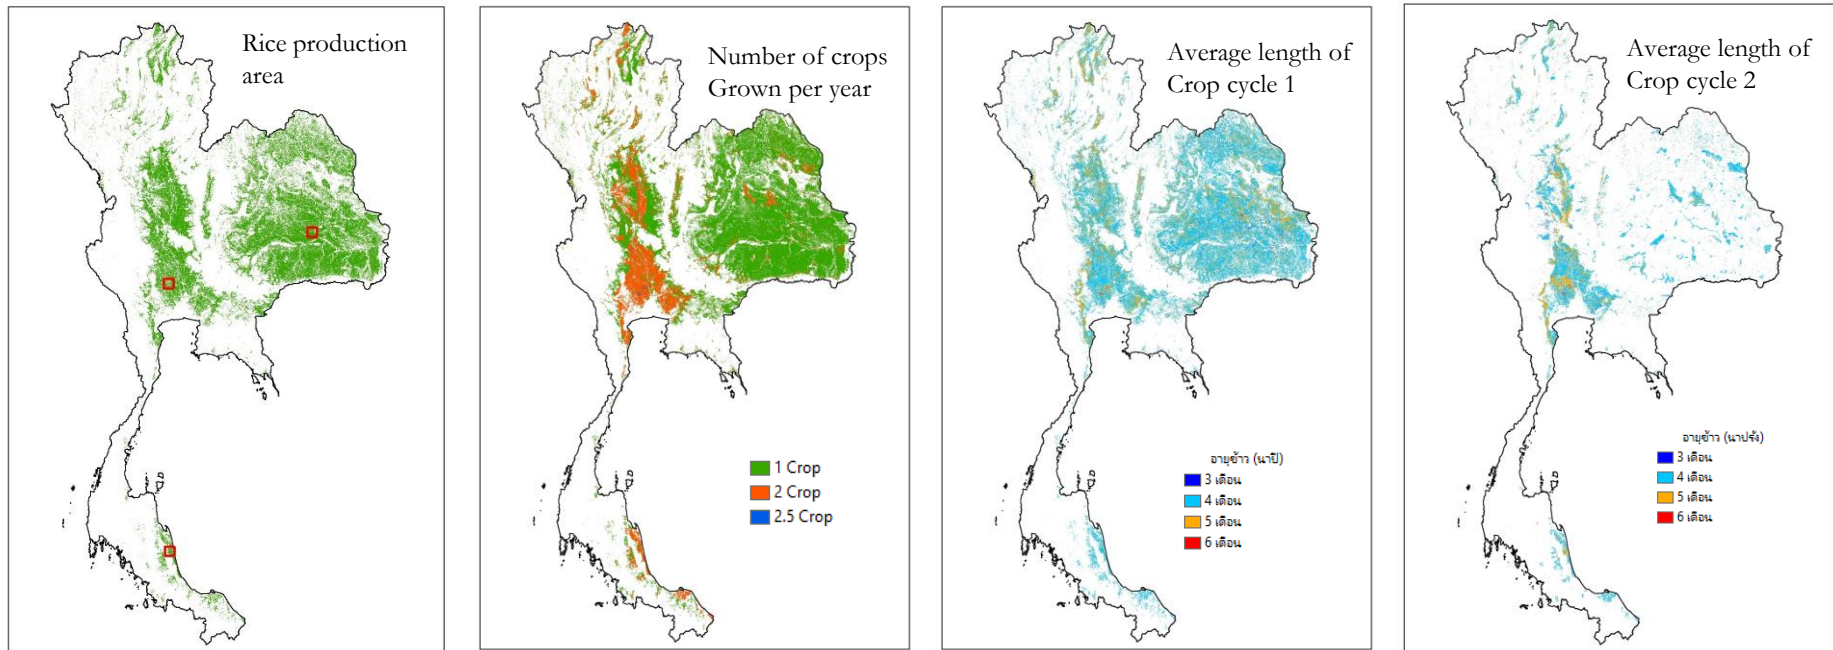 Rice production
area
Number of crops
Grown per year
1 Crop
2 Crop
2.5 Crop
Average length of
Crop cycle 1
อายุข้าว (นาปี)
3 เดือน
4 เดือน
5 เดือน
6 เดือน
Average length of
Crop cycle 2
อายุข้าว (นาปรัง)
3 เดือน
4 เดือน
5 เดือน
6 เดือน